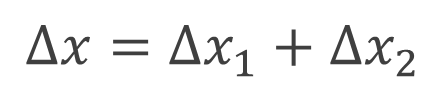 Δx = Δx₁ + Δx₂